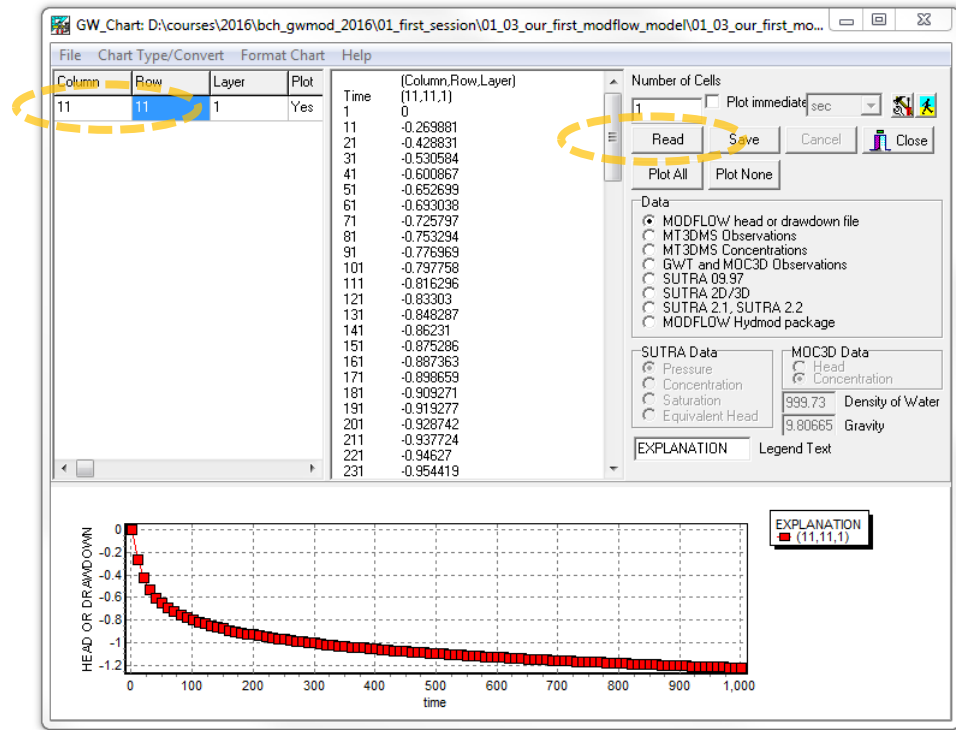 GW_Chart: D:\courses\2016\bch_gwmod_2016\01_first_session\01_03_our_first_modflow_model\01_03_our_first_mo...
File Chart Type/Convert Format Chart Help
Column Row Layer Plot
11 11 1 Yes
(Column,Row,Layer)
Time (11,11,1)
1 0
11 -0.269881
21 -0.428831
31 -0.530584
41 -0.600867
51 -0.652699
61 -0.693038
71 -0.725797
81 -0.753294
91 -0.776969
101 -0.797758
111 -0.816296
121 -0.83303
131 -0.848287
141 -0.86231
151 -0.875286
161 -0.887363
171 -0.898659
181 -0.909271
191 -0.919277
201 -0.928742
211 -0.937724
221 -0.94627
231 -0.954419
Number of Cells
1 Plot immediate sec
Read Save Cancel Close
Plot All Plot None
Data
MODFLOW head or drawdown file
MT3DMS Observations
MT3DMS Concentrations
GWT and MOC3D Observations
SUTRA 09.97
SUTRA 2D/3D
SUTRA 2.1, SUTRA 2.2
MODFLOW Hydmod package
SUTRA Data
Pressure
Concentration
Saturation
Equivalent Head
MOC3D Data
Head
Concentration
999.73 Density of Water
9.80665 Gravity
EXPLANATION Legend Text
HEAD OR DRAWDOWN
0
-0.2
-0.4
-0.6
-0.8
-1
-1.2
0 100 200 300 400 500 600 700 800 900 1,000
time
EXPLANATION
(11,11,1)